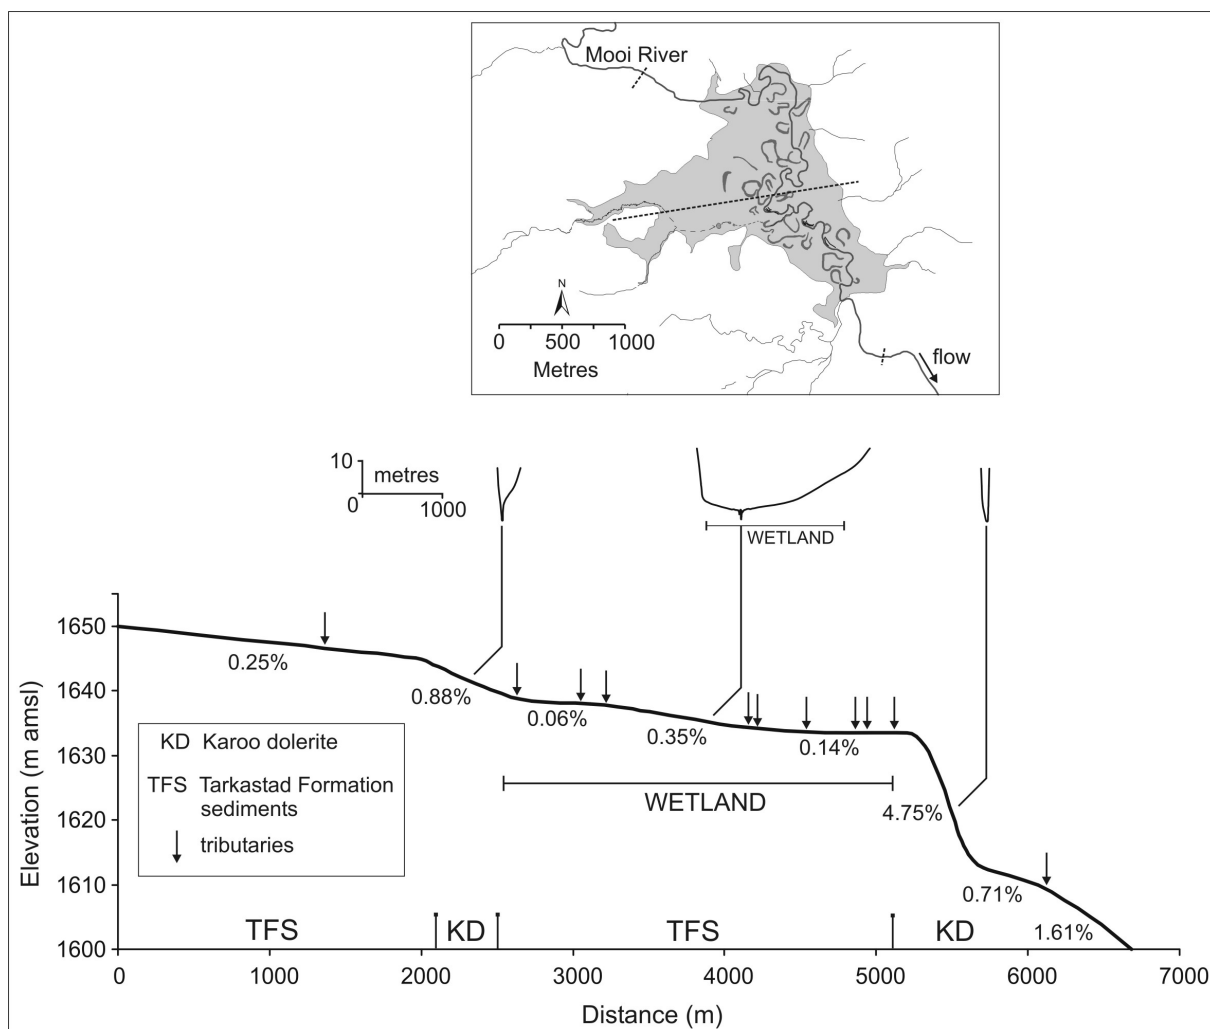 Mooi River
N
0 500 1000
Metres
flow
10
metres
0 1000
WETLAND
1650
1640
1630
1620
1610
1600
Elevation (m amsl)
0.25%
0.88%
0.06%
0.35%
0.14%
4.75%
0.71%
1.61%
WETLAND
KD Karoo dolerite
TFS Tarkastad Formation
sediments
tributaries
TFS KD TFS KD
0 1000 2000 3000 4000 5000 6000 7000
Distance (m)